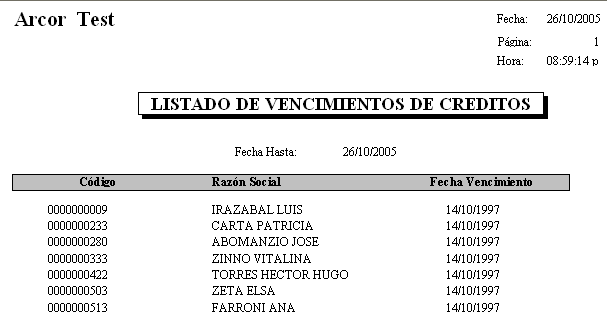 Arcor Test
Fecha: 26/10/2005
Página: 1
Hora: 08:59:14 p
LISTADO DE VENCIMIENTOS DE CREDITOS
Fecha Hasta: 26/10/2005
Código Razón Social Fecha Vencimiento
0000000009 IRAZABAL LUIS 14/10/1997
0000000233 CARTA PATRICIA 14/10/1997
0000000280 ABOMANZIO JOSE 14/10/1997
0000000333 ZINNO VITALINA 14/10/1997
0000000422 TORRES HECTOR HUGO 14/10/1997
0000000503 ZETA ELSA 14/10/1997
0000000513 FARRONI ANA 14/10/1997